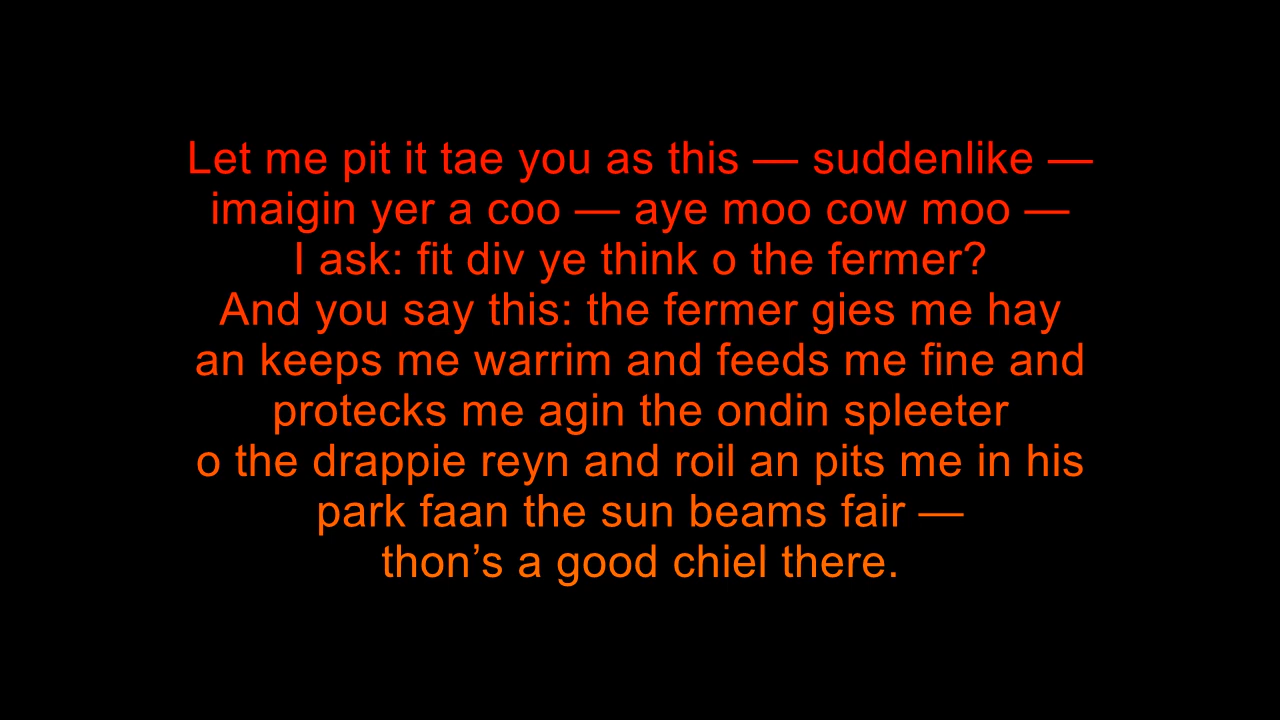 Let me pit it tae you as this — suddenlike —
imaigin yer a coo — aye moo cow moo —
I ask: fit div ye think o the fermer?
And you say this: the fermer gies me hay
an keeps me warrim and feeds me fine and
protecks me agin the ondin spleeter
o the drappie reyn and roil an pits me in his
park faan the sun beams fair —
thon’s a good chiel there.